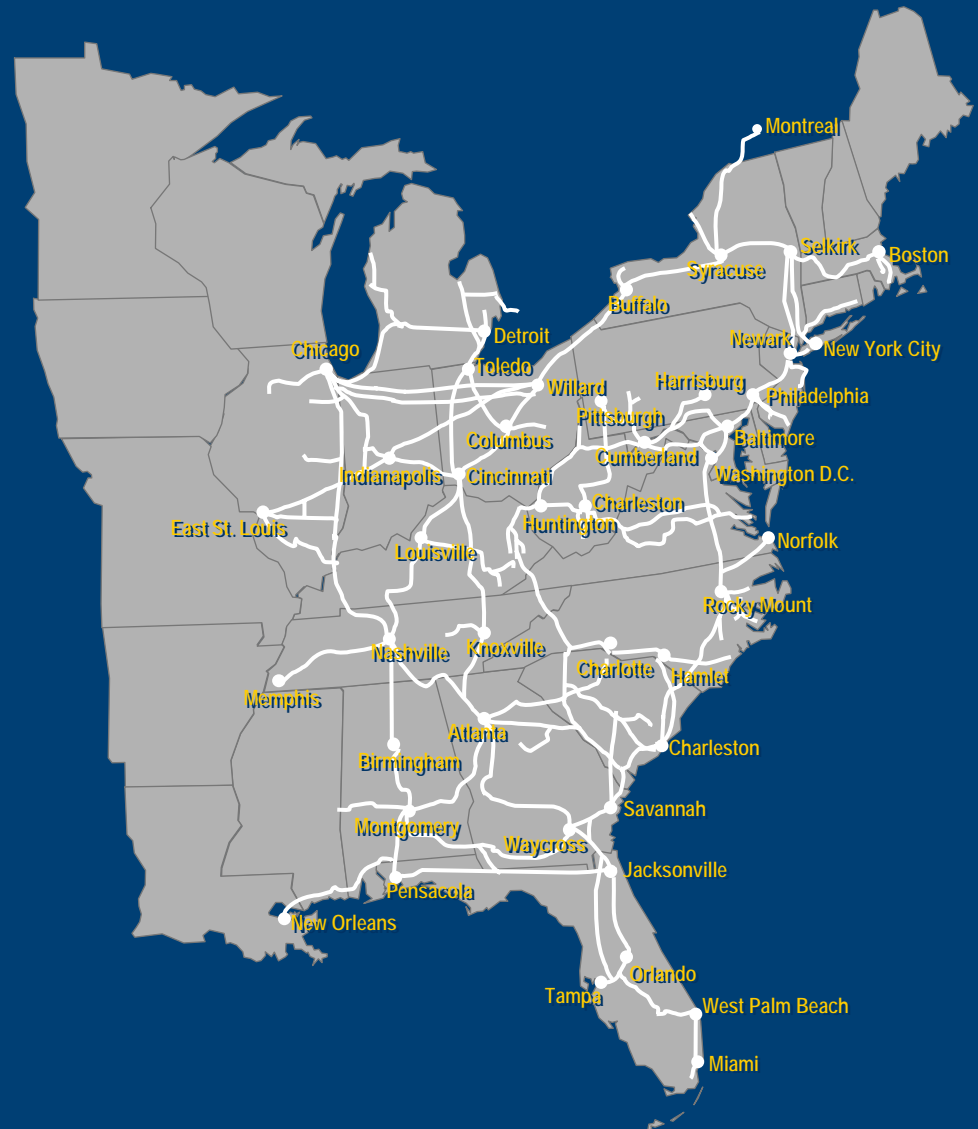 Montreal
Selkirk
Boston
Syracuse
Buffalo
Detroit
Newark
New York City
Chicago
Toledo
Willard
Harrisburg
Philadelphia
Pittsburgh
Columbus
Baltimore
Cumberland
Indianapolis
Cincinnati
Washington D.C.
Charleston
Huntington
East St. Louis
Norfolk
Louisville
Rocky Mount
Nashville
Knoxville
Charlotte
Hamlet
Memphis
Atlanta
Charleston
Birmingham
Savannah
Montgomery
Waycross
Jacksonville
Pensacola
New Orleans
Orlando
Tampa
West Palm Beach
Miami